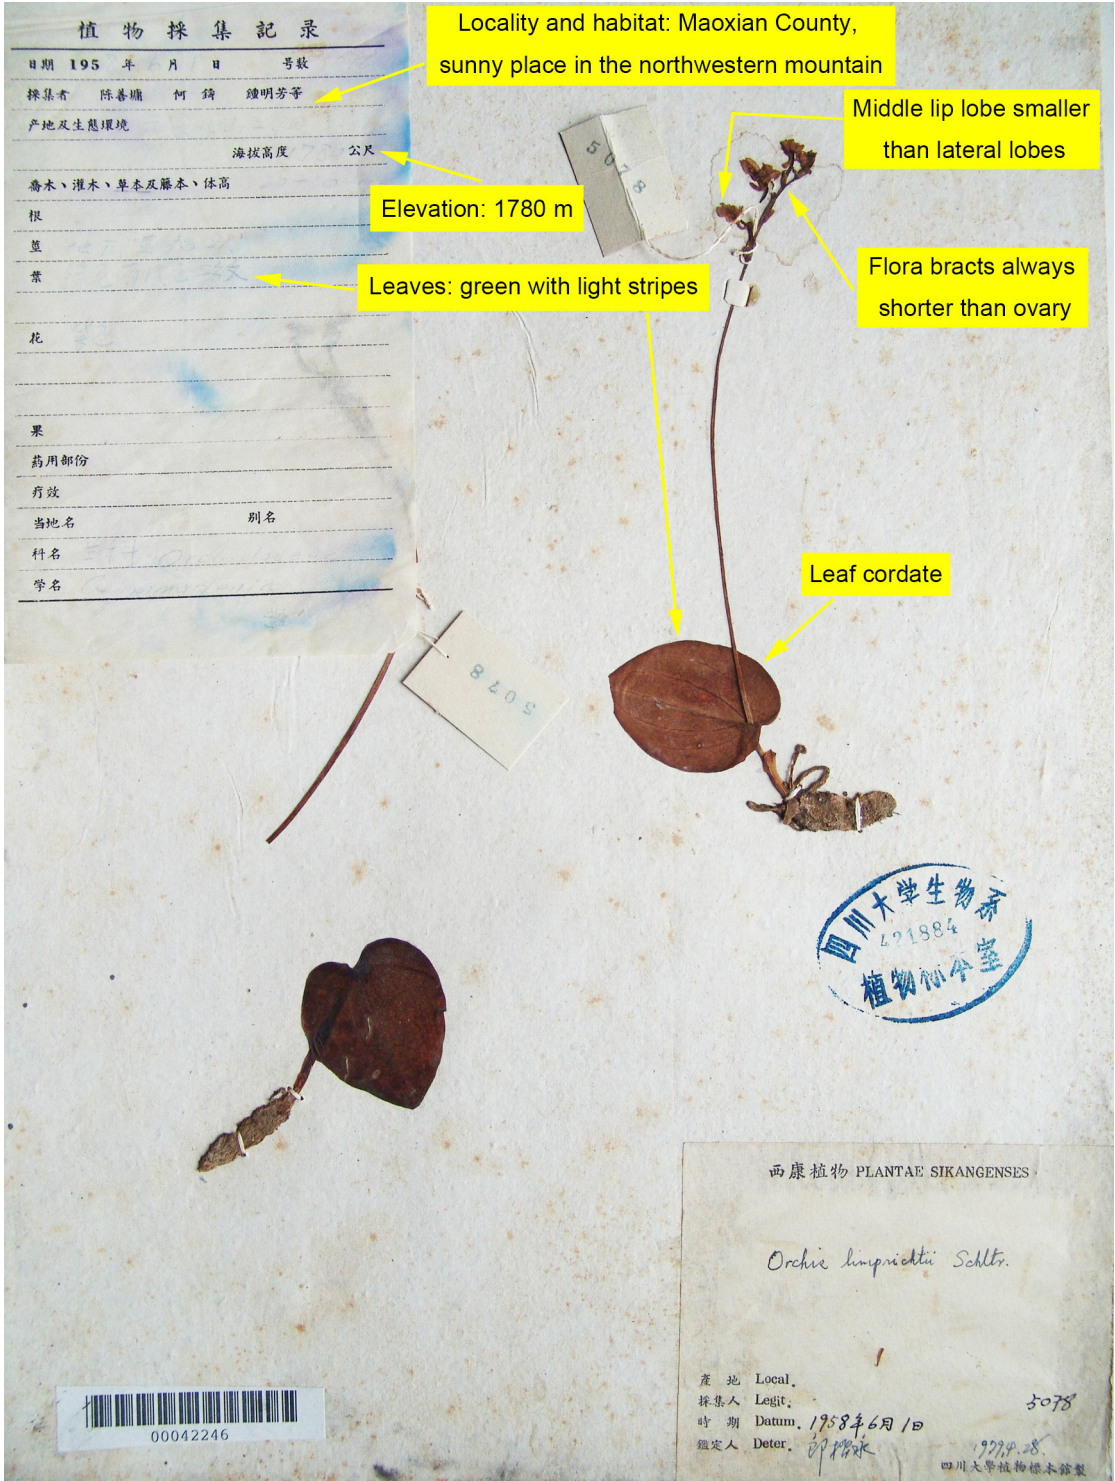 植物採集記录
日期 195 年 月 日 号数
採集者 陈善墉 何铸 鍾明芳等
产地及生態環境
海拔高度 公尺
喬木、灌木、草本及藤本、体高
根
莖
葉
花
果
葯用部份
疗效
当地名 别名
科名
学名
Locality and habitat: Maoxian County,
sunny place in the northwestern mountain
Elevation: 1780 m
Leaves: green with light stripes
Middle lip lobe smaller
than lateral lobes
Flora bracts always
shorter than ovary
Leaf cordate
5078
5078
四川大学生物系
421884
植物标本室
西康植物 PLANTAE SIKANGENSES
Orchis limprichtii Schltr.
產地 Local.
採集人 Legit. 5078
時期 Datum. 1958年6月1日
鑑定人 Deter.
1979.4.28.
四川大學植物標本館製
00042246